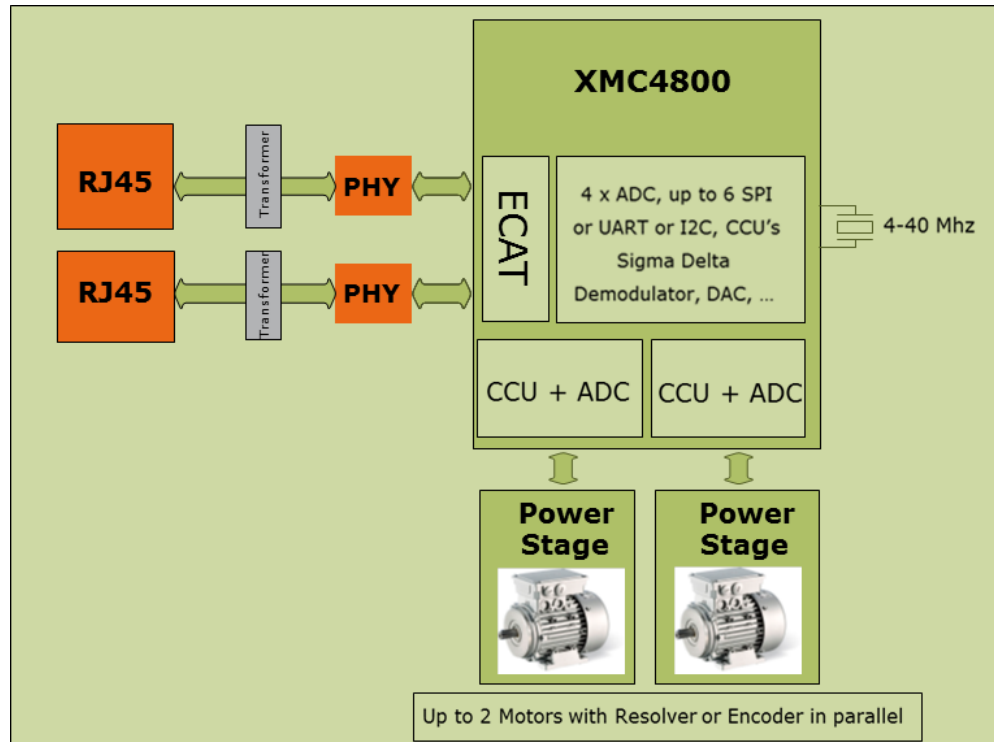 XMC4800
RJ45
Transformer
PHY
ECAT
4 x ADC, up to 6 SPI
or UART or I2C, CCU's
Sigma Delta
Demodulator, DAC, ...
4-40 Mhz
RJ45
Transformer
PHY
CCU + ADC
CCU + ADC
Power
Stage
Power
Stage
Up to 2 Motors with Resolver or Encoder in parallel